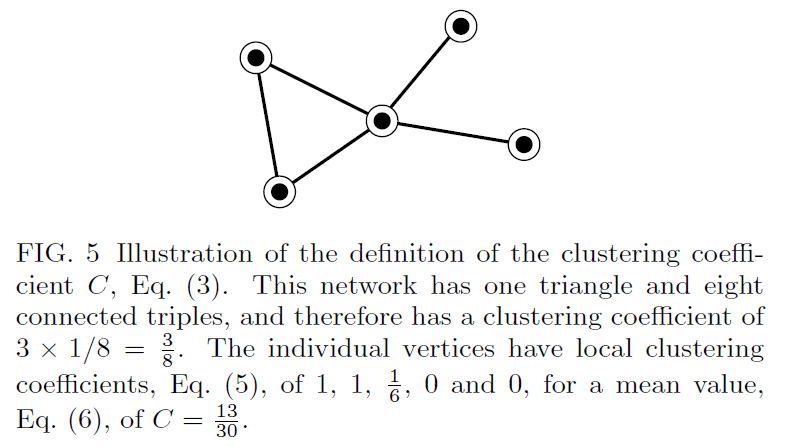 FIG. 5 Illustration of the definition of the clustering coeffi-
cient C, Eq. (3). This network has one triangle and eight
connected triples, and therefore has a clustering coefficient of
3 × 1/8 = 3/8. The individual vertices have local clustering
coefficients, Eq. (5), of 1, 1, 1/6, 0 and 0, for a mean value,
Eq. (6), of C = 13/30.